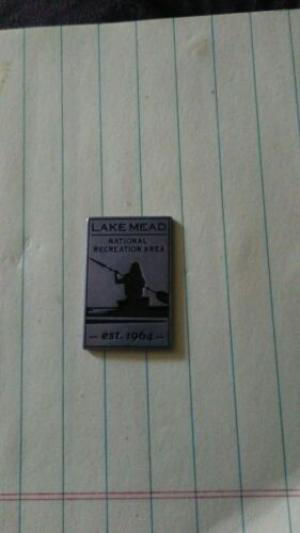 LAKE MEAD
NATIONAL
RECREATION AREA
- est. 1964 -